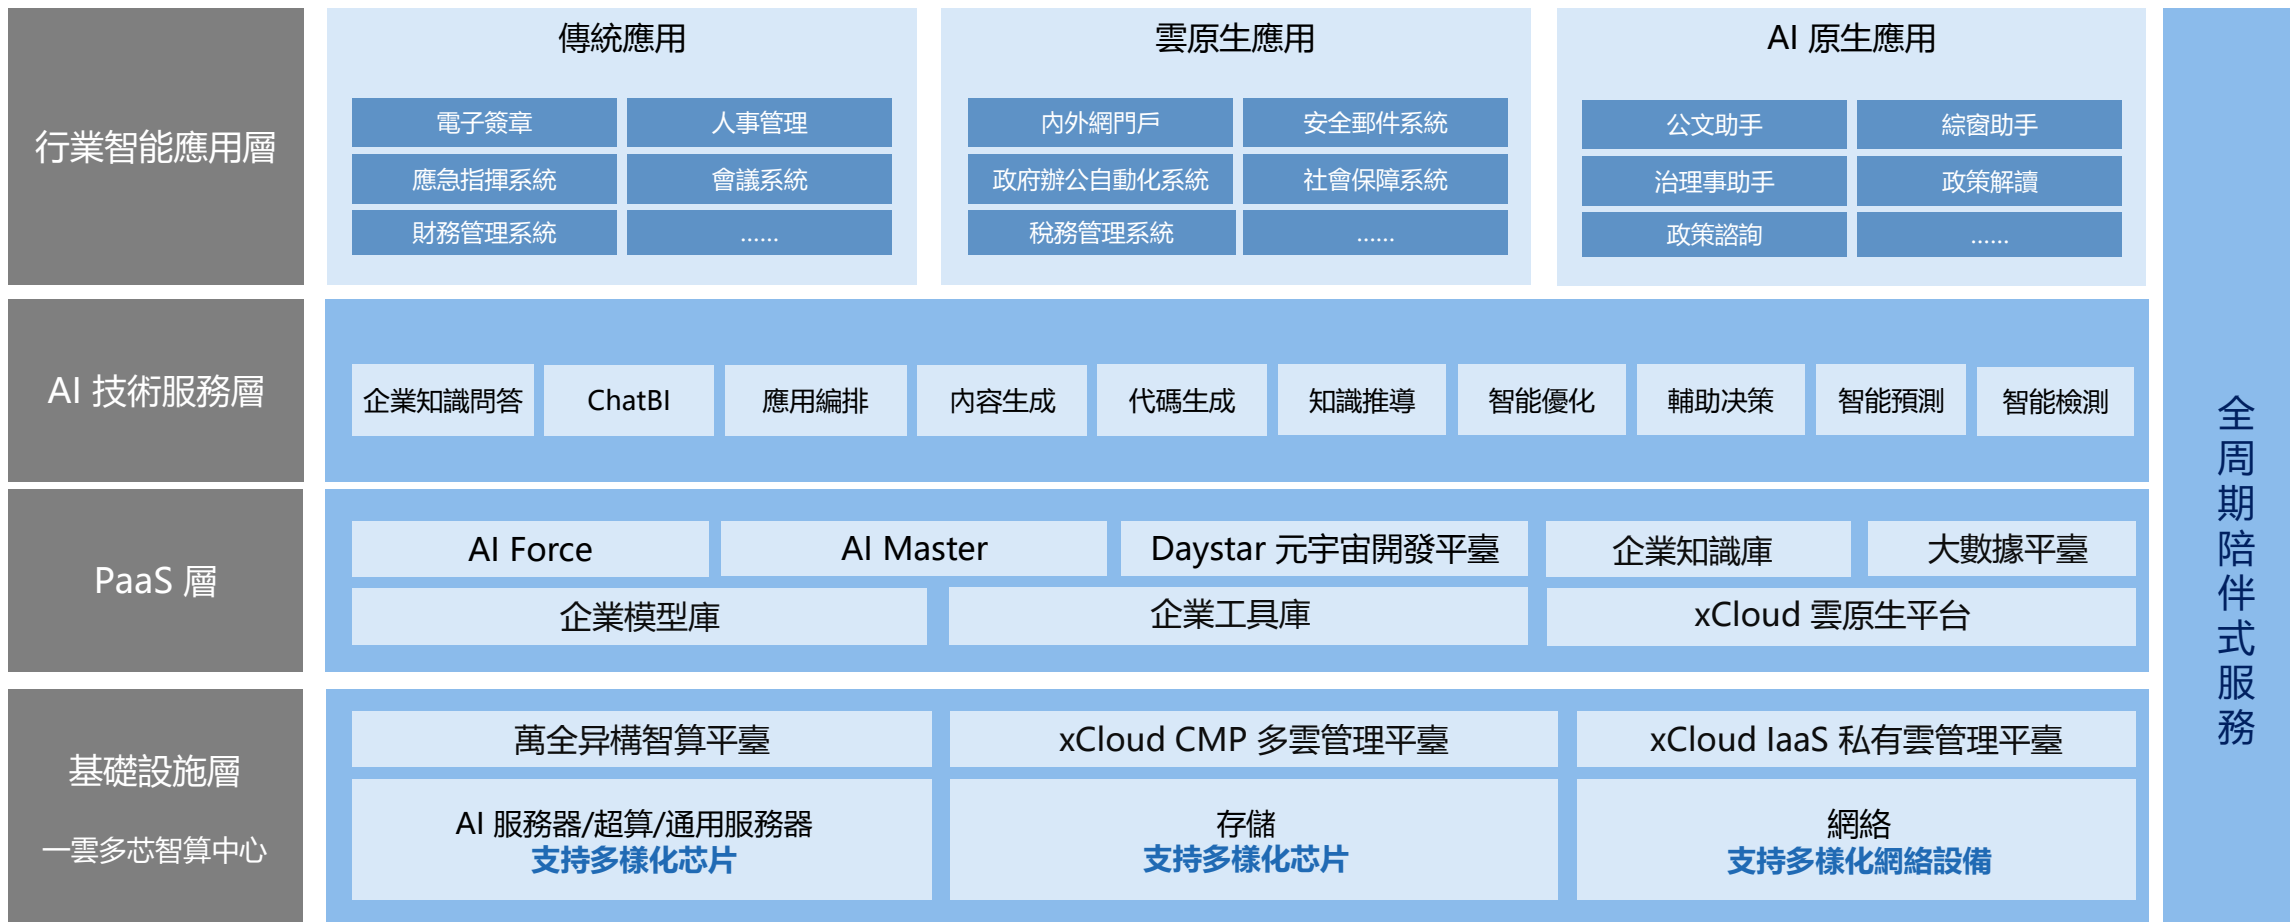 行業智能應用層
傳統應用
電子簽章
人事管理
應急指揮系統
會議系統
財務管理系統
......
雲原生應用
內外網門戶
安全郵件系統
政府辦公自動化系統
社會保障系統
稅務管理系統
......
AI 原生應用
公文助手
綜窗助手
治理事助手
政策解讀
政策諮詢
......
AI 技術服務層
企業知識問答
ChatBI
應用編排
內容生成
代碼生成
知識推導
智能優化
輔助決策
智能預測
智能檢測
PaaS 層
AI Force
AI Master
Daystar 元宇宙開發平臺
企業知識庫
大數據平臺
企業模型庫
企業工具庫
xCloud 雲原生平台
基礎設施層
一雲多芯智算中心
萬全异構智算平臺
xCloud CMP 多雲管理平臺
xCloud IaaS 私有雲管理平臺
AI 服務器/超算/通用服務器
支持多樣化芯片
存儲
支持多樣化芯片
網絡
支持多樣化網絡設備
全周期陪伴式服務